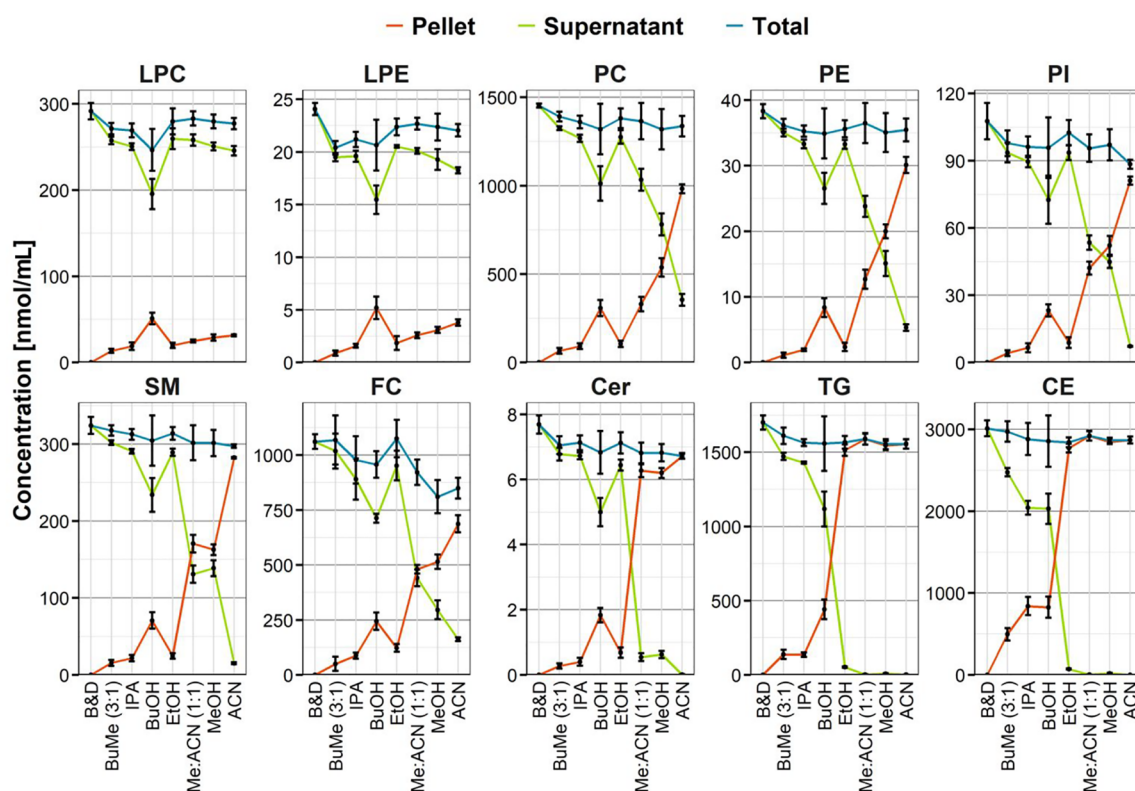 Pellet Supernatant Total
LPC LPE PC PE PI
300
200
100
0
25
20
15
10
5
0
1500
1000
500
0
40
30
20
10
0
120
90
60
30
0
Concentration [nmol/mL]
SM FC Cer TG CE
300
200
100
0
1000
750
500
250
0
8
6
4
2
0
1500
1000
500
0
3000
2000
1000
0
B&D
BuMe (3:1)
IPA
BuOH
EtOH
Me:ACN (1:1)
MeOH
ACN
B&D
BuMe (3:1)
IPA
BuOH
EtOH
Me:ACN (1:1)
MeOH
ACN
B&D
BuMe (3:1)
IPA
BuOH
EtOH
Me:ACN (1:1)
MeOH
ACN
B&D
BuMe (3:1)
IPA
BuOH
EtOH
Me:ACN (1:1)
MeOH
ACN
B&D
BuMe (3:1)
IPA
BuOH
EtOH
Me:ACN (1:1)
MeOH
ACN